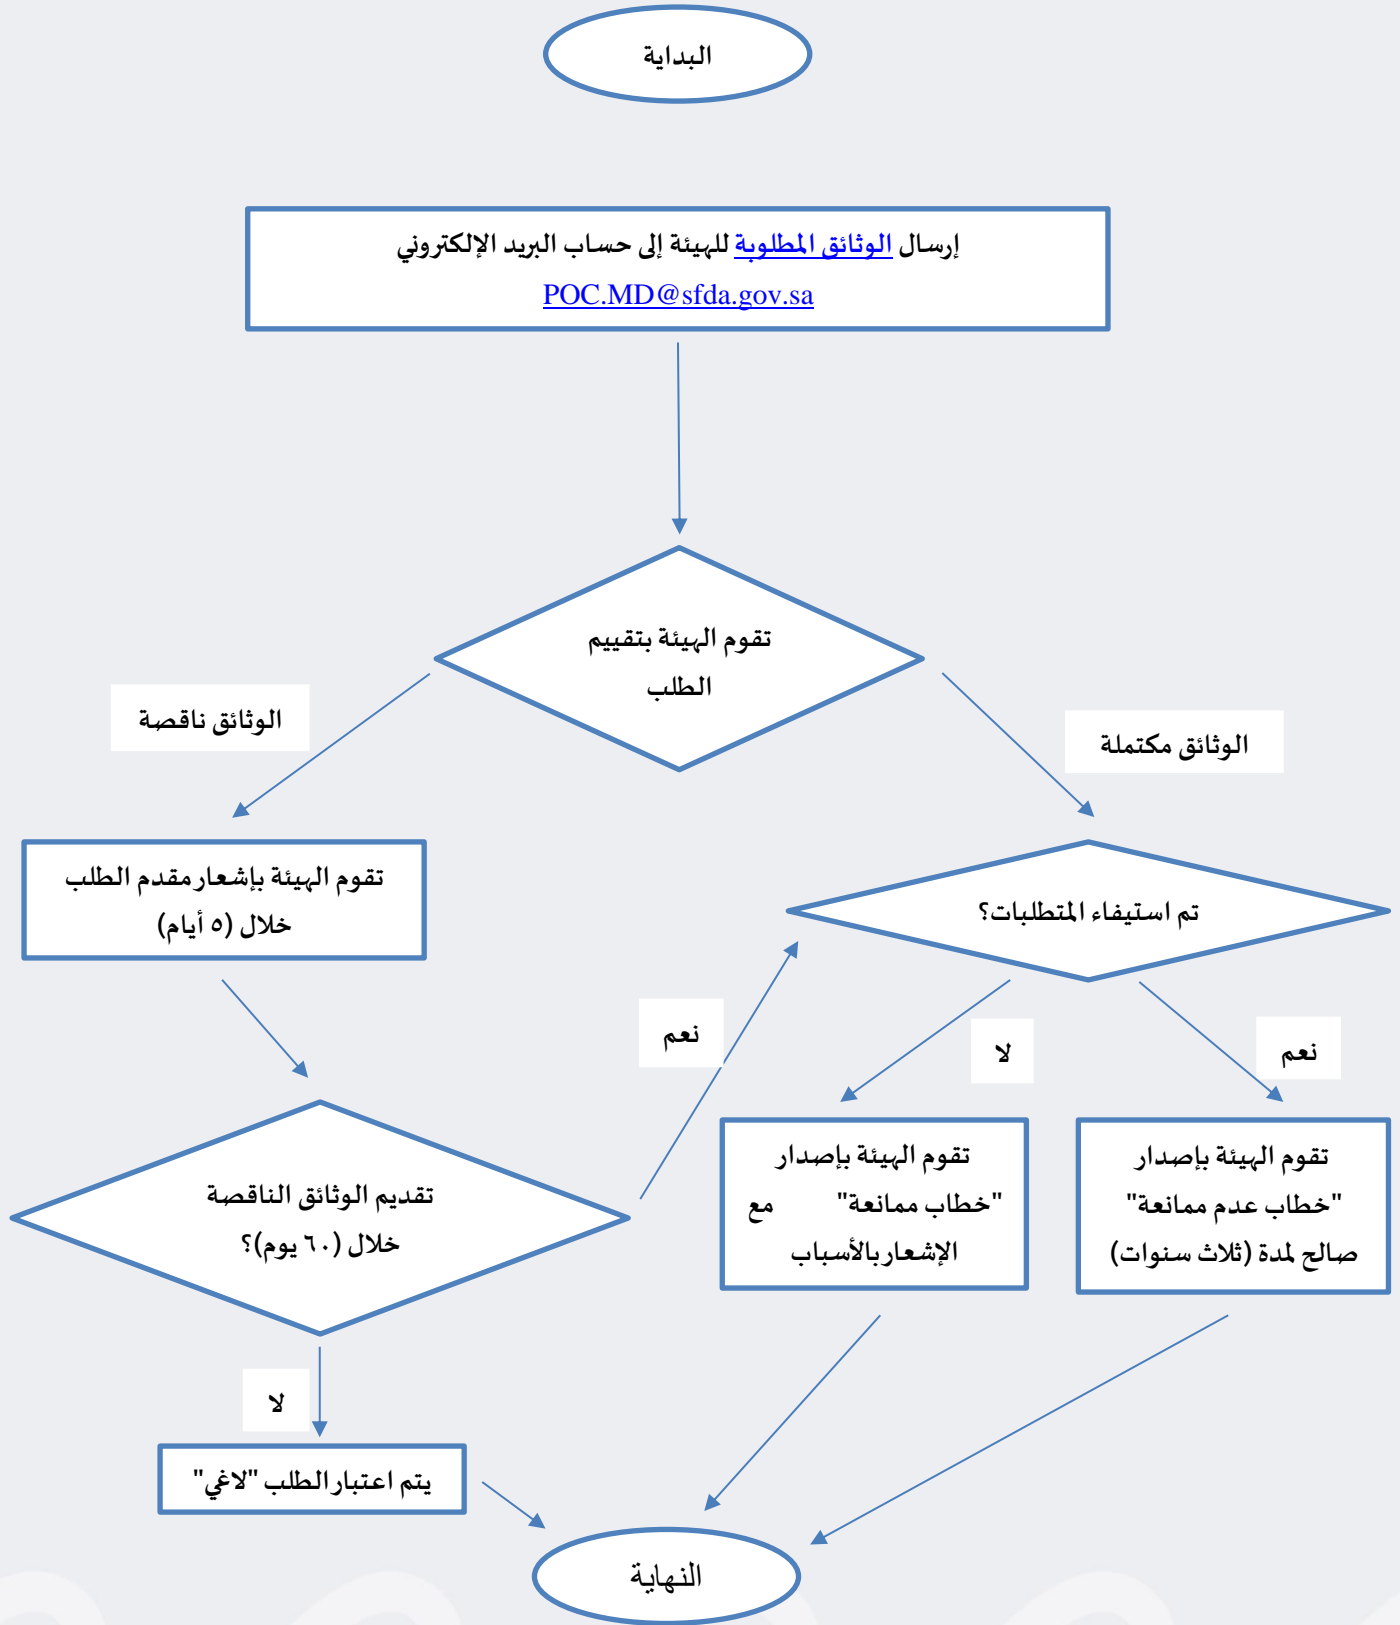 البداية
إرسال الوثائق المطلوبة للهيئة إلى حساب البريد الإلكتروني
POC.MD@sfda.gov.sa
تقوم الهيئة بتقييم
الطلب
الوثائق مكتملة
الوثائق ناقصة
تقوم الهيئة بإشعار مقدم الطلب
خلال (٥ أيام)
تم استيفاء المتطلبات؟
نعم
لا
نعم
تقوم الهيئة بإصدار
"خطاب عدم ممانعة"
صالح لمدة (ثلاث سنوات)
تقوم الهيئة بإصدار
"خطاب ممانعة" مع
الإشعار بالأسباب
تقديم الوثائق الناقصة
خلال (٦٠ يوم)؟
لا
يتم اعتبار الطلب "لاغي"
النهاية